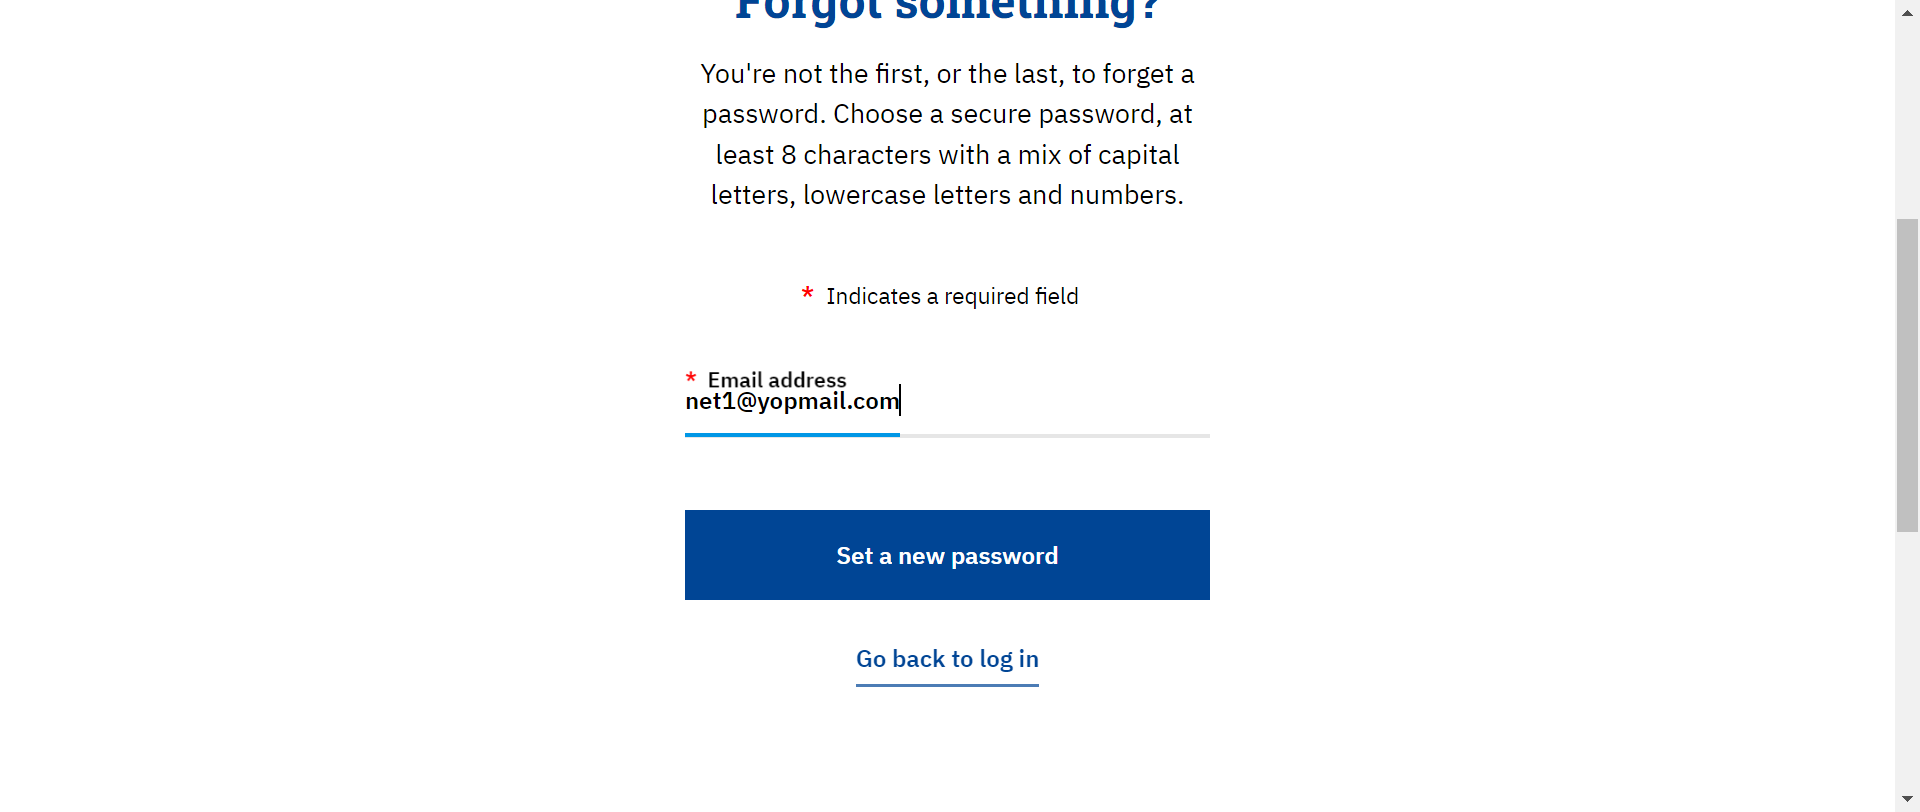 Forgot something?
You're not the first, or the last, to forget a
password. Choose a secure password, at
least 8 characters with a mix of capital
letters, lowercase letters and numbers.
* Indicates a required field
* Email address
net1@yopmail.com
Set a new password
Go back to log in